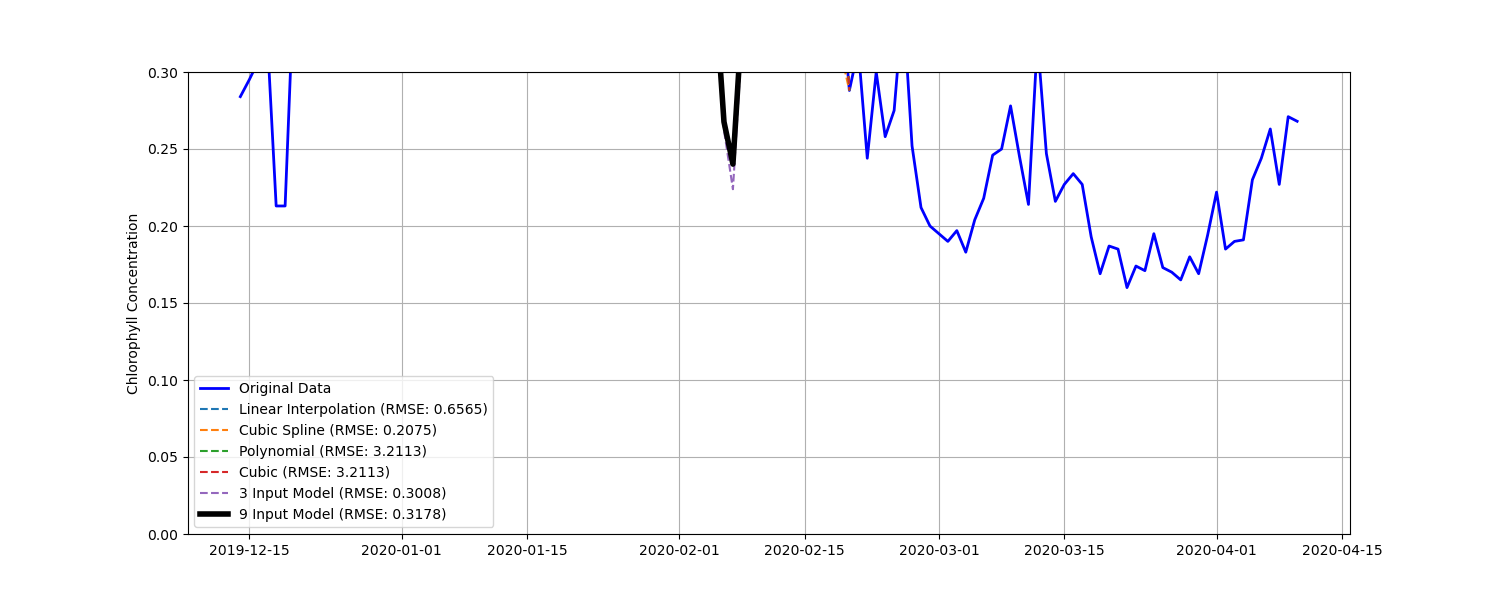 0.30
0.25
0.20
0.15
0.10
0.05
0.00
Chlorophyll Concentration
Original Data
Linear Interpolation (RMSE: 0.6565)
Cubic Spline (RMSE: 0.2075)
Polynomial (RMSE: 3.2113)
Cubic (RMSE: 3.2113)
3 Input Model (RMSE: 0.3008)
9 Input Model (RMSE: 0.3178)
2019-12-15
2020-01-01
2020-01-15
2020-02-01
2020-02-15
2020-03-01
2020-03-15
2020-04-01
2020-04-15